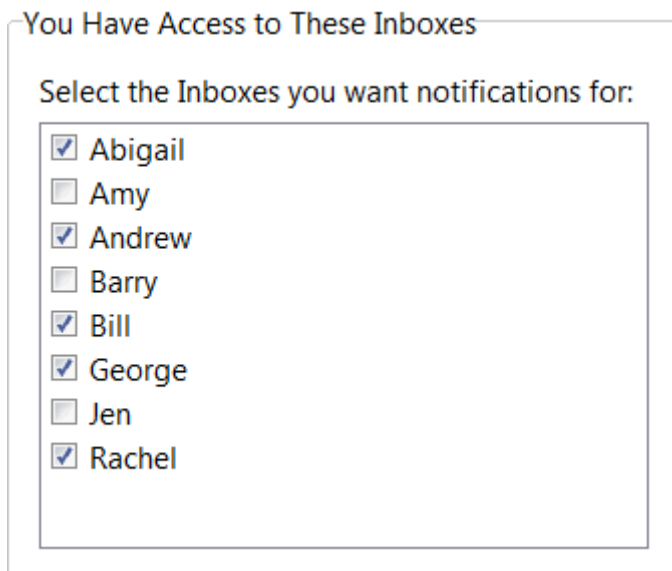 You Have Access to These Inboxes
Select the Inboxes you want notifications for:
Abigail
Amy
Andrew
Barry
Bill
George
Jen
Rachel